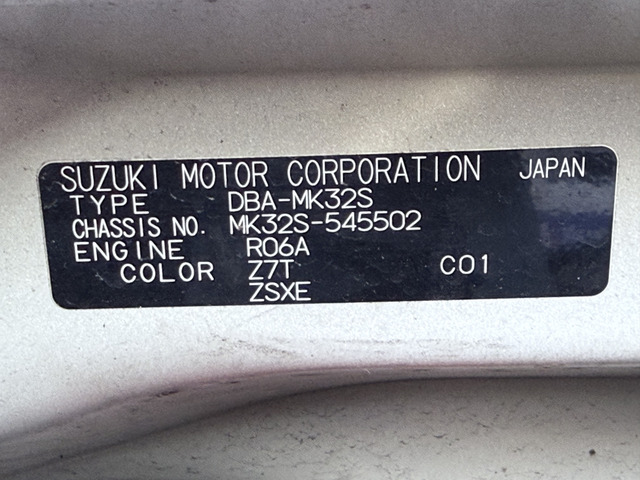 SUZUKI MOTOR CORPORATION JAPAN
TYPE DBA-MK32S
CHASSIS NO. MK32S-545502
ENGINE R06A
COLOR Z7T C01
ZSXE